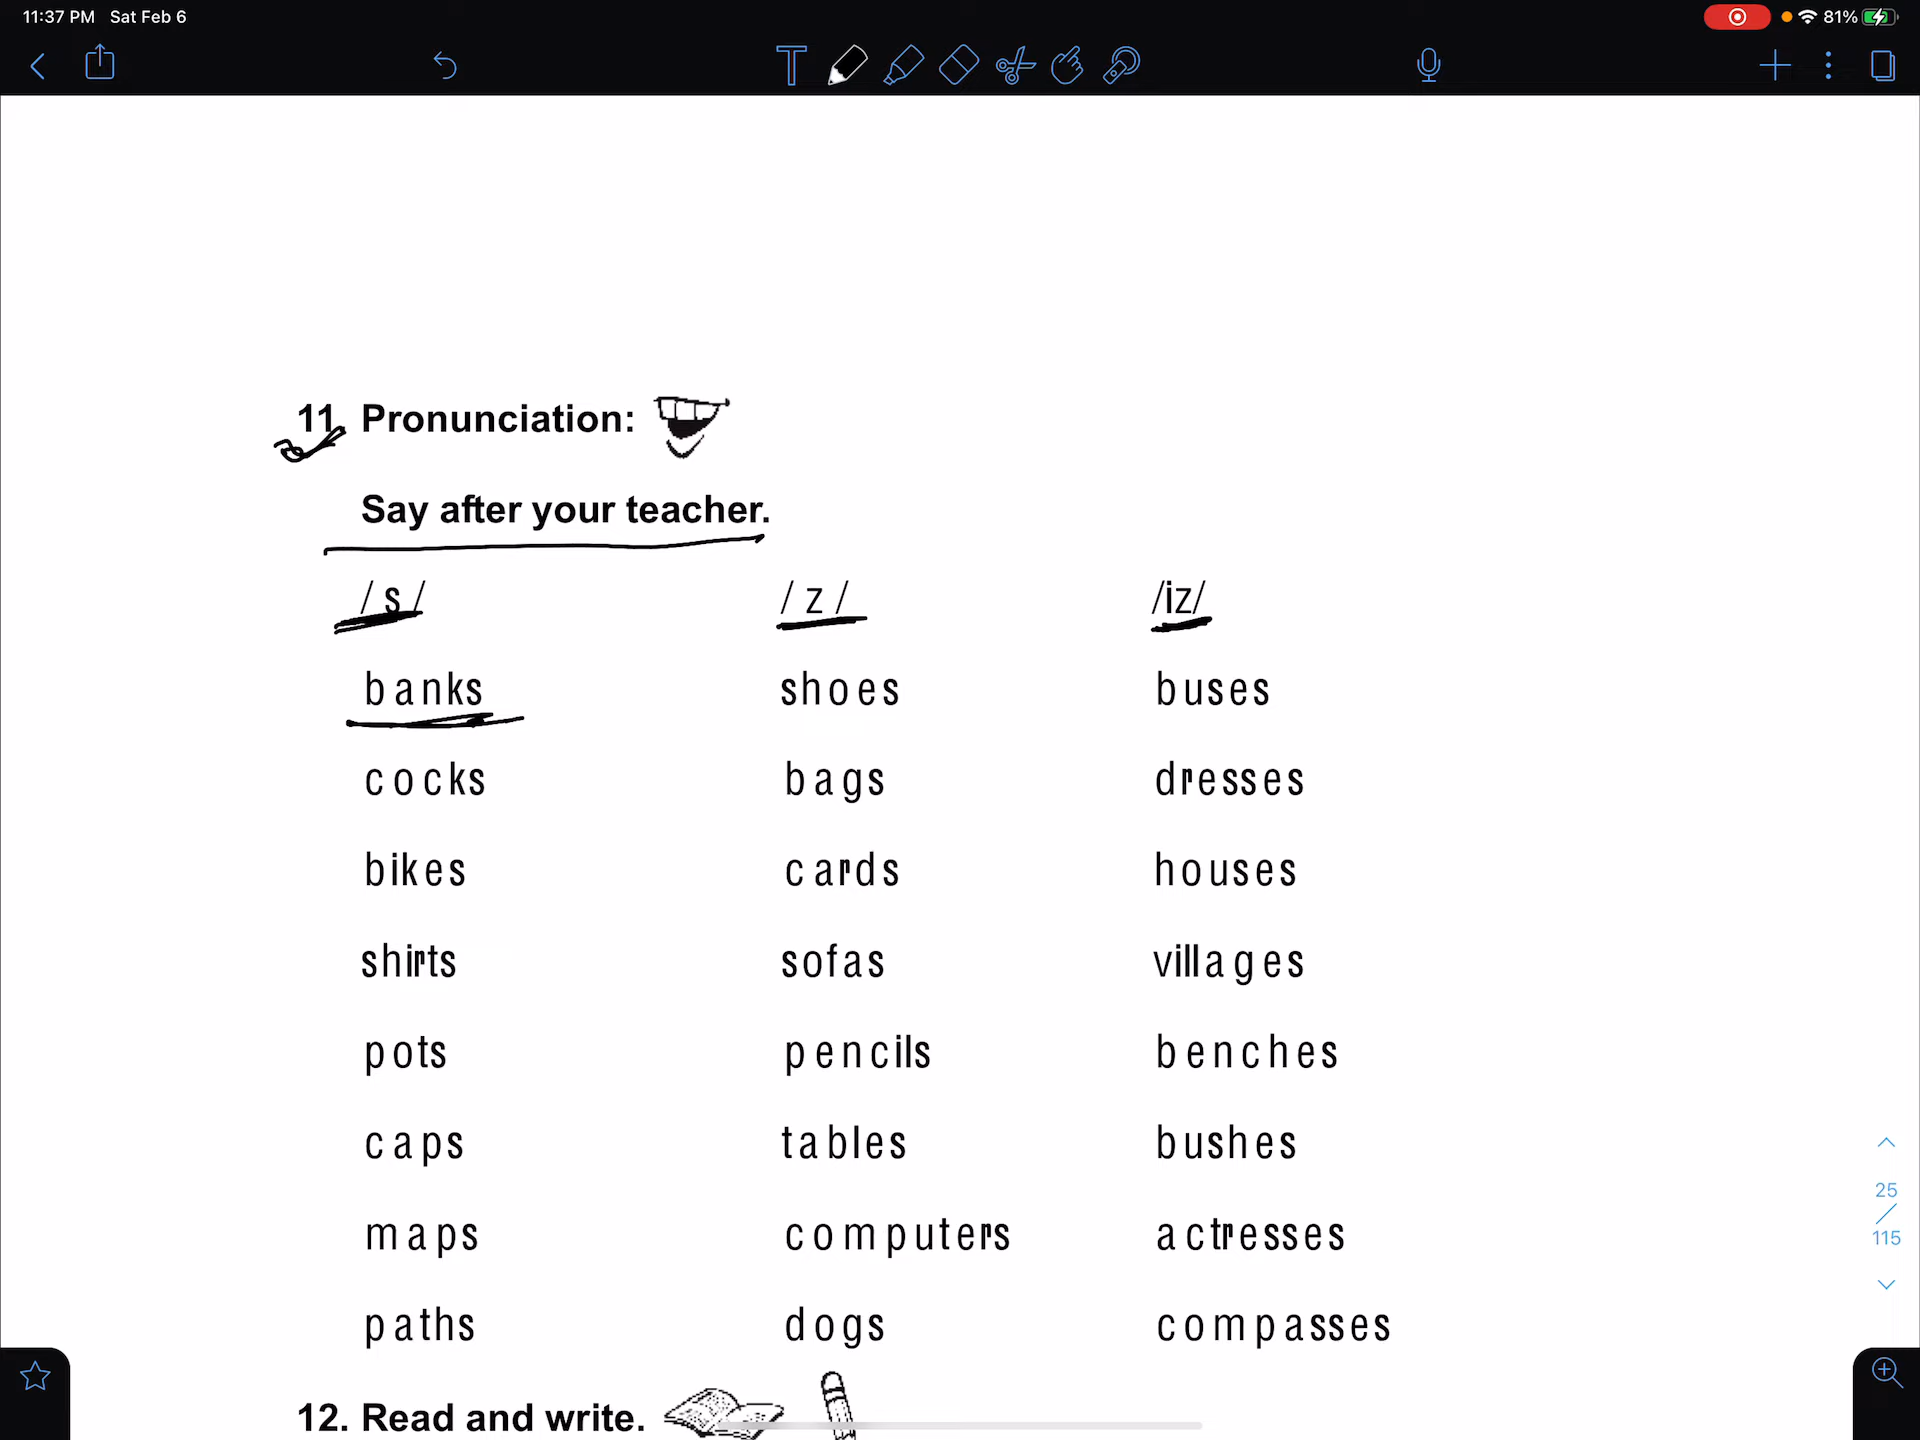 11:37 PM Sat Feb 6
81%
11. Pronunciation:
Say after your teacher.
/ s / / z / /iz/
banks shoes buses
cocks bags dresses
bikes cards houses
shirts sofas villages
pots pencils benches
caps tables bushes
maps computers actresses
paths dogs compasses
12. Read and write.
25
/
115